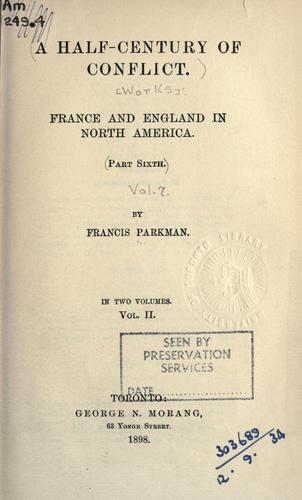 Am
249.4
A HALF-CENTURY OF
CONFLICT.
[Works].
FRANCE AND ENGLAND IN
NORTH AMERICA.
(PART SIXTH.)
Vol. 7.
BY
FRANCIS PARKMAN.
IN TWO VOLUMES.
VOL. II.
SEEN BY
PRESERVATION
SERVICES
DATE
TORONTO:
GEORGE N. MORANG,
63 YONGE STREET.
1898.
303689
12. 9. 34